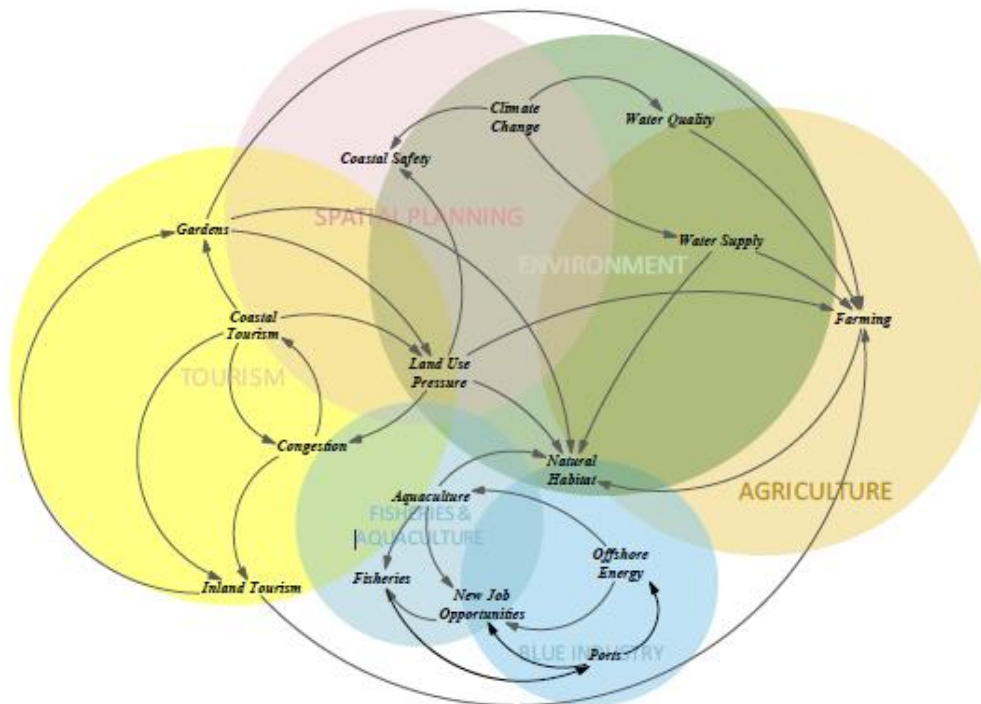 Climate
Change
Water Quality
Coastal Safety
SPATIAL PLANNING
Gardens
Water Supply
ENVIRONMENT
Coastal
Tourism
Farming
TOURISM
Land Use
Pressure
Congestion
Natural
Habitat
AGRICULTURE
Aquaculture
FISHERIES &
AQUACULTURE
Offshore
Energy
Fisheries
Inland Tourism
New Job
Opportunities
BLUE INDUSTRY
Ports